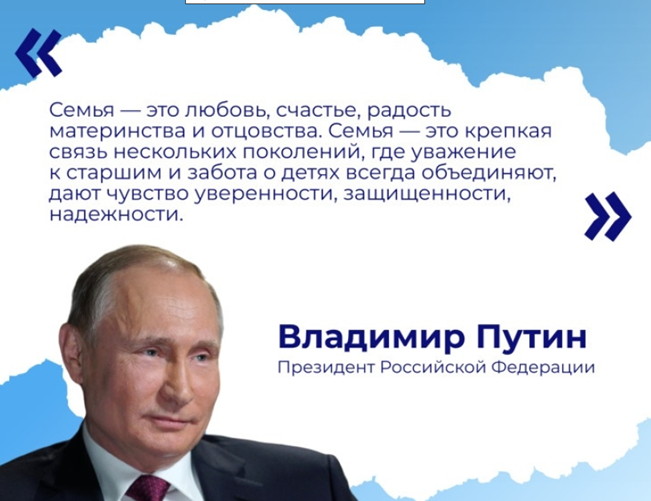 «
Семья — это любовь, счастье, радость
материнства и отцовства. Семья — это крепкая
связь нескольких поколений, где уважение
к старшим и забота о детях всегда объединяют,
дают чувство уверенности, защищенности,
надежности.
»
Владимир Путин
Президент Российской Федерации